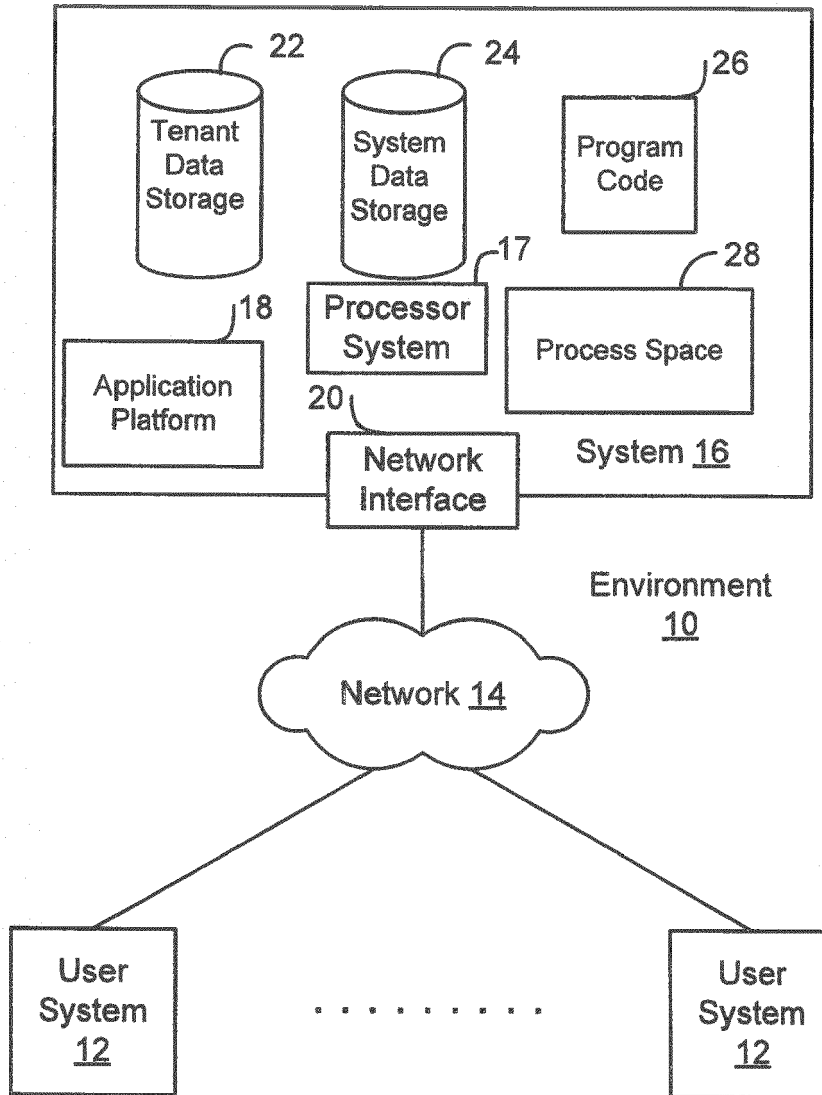 22
24
26
Tenant
Data
Storage
System
Data
Storage
Program
Code
17
28
18
Processor
System
Process Space
Application
Platform
20
Network
Interface
System 16
Environment
10
Network 14
User
System
12
. . . . . . . . .
User
System
12